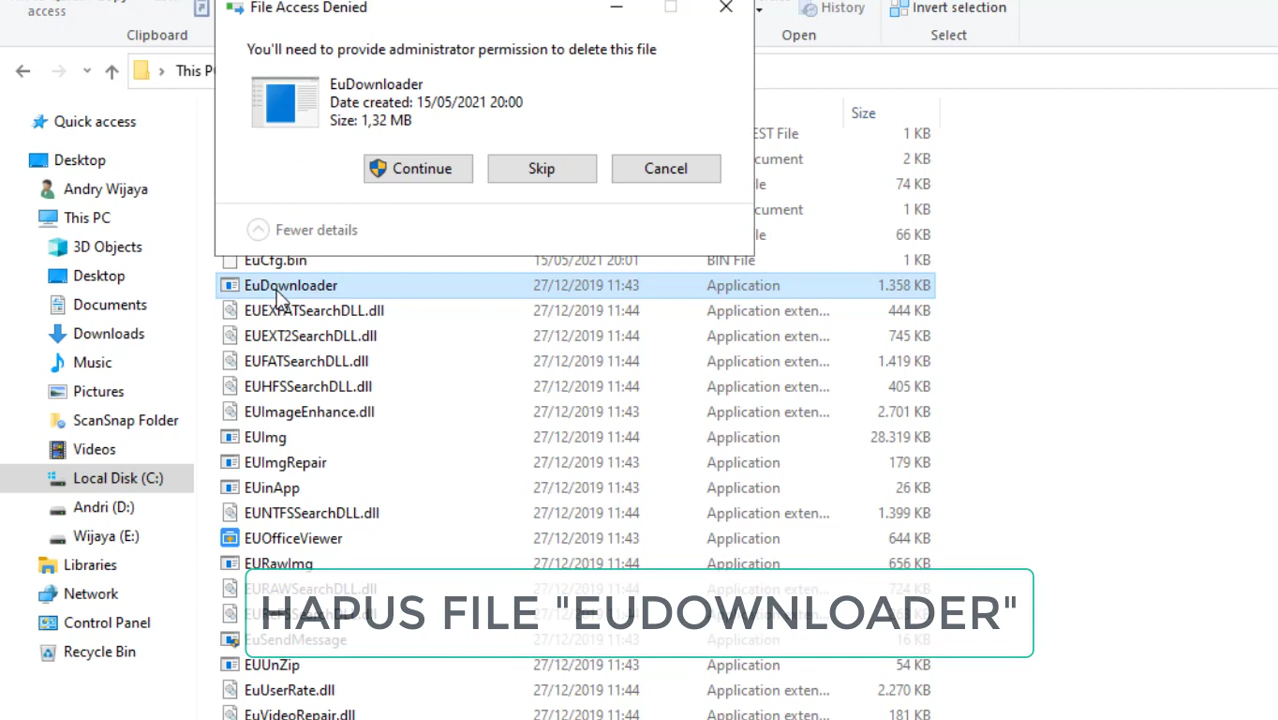 File Access Denied
access
Clipboard
History
Invert selection
Open
Select
You'll need to provide administrator permission to delete this file
EuDownloader
Date created: 15/05/2021 20:00
Size: 1,32 MB
Continue
Skip
Cancel
Fewer details
This P
Size
Quick access
Desktop
Andry Wijaya
This PC
3D Objects
Desktop
Documents
Downloads
Music
Pictures
ScanSnap Folder
Videos
Local Disk (C:)
Andri (D:)
Wijaya (E:)
Libraries
Network
Control Panel
Recycle Bin
EST File 1 KB
cument 2 KB
le 74 KB
cument 1 KB
le 66 KB
EuCfg.bin 15/05/2021 20:01 BIN File 1 KB
EuDownloader 27/12/2019 11:43 Application 1.358 KB
EUEXFATSearchDLL.dll 27/12/2019 11:44 Application exten... 444 KB
EUEXT2SearchDLL.dll 27/12/2019 11:44 Application exten... 745 KB
EUFATSearchDLL.dll 27/12/2019 11:44 Application exten... 1.419 KB
EUHFSSearchDLL.dll 27/12/2019 11:44 Application exten... 405 KB
EUImageEnhance.dll 27/12/2019 11:44 Application exten... 2.701 KB
EUImg 27/12/2019 11:43 Application 28.319 KB
EUImgRepair 27/12/2019 11:43 Application 179 KB
EUinApp 27/12/2019 11:43 Application 26 KB
EUNTFSSearchDLL.dll 27/12/2019 11:44 Application exten... 1.399 KB
EUOfficeViewer 27/12/2019 11:43 Application 644 KB
EURawImg 27/12/2019 11:43 Application 656 KB
EURAWSearchDLL.dll 724 KB
HAPUS FILE "EUDOWNLOADER"
EuSendMessage 16 KB
EUUnZip 27/12/2019 11:43 Application 54 KB
EuUserRate.dll 27/12/2019 11:44 Application exten... 2.270 KB
EuVideoRepair.dll 27/12/2019 11:44 Application exten... 181 KB